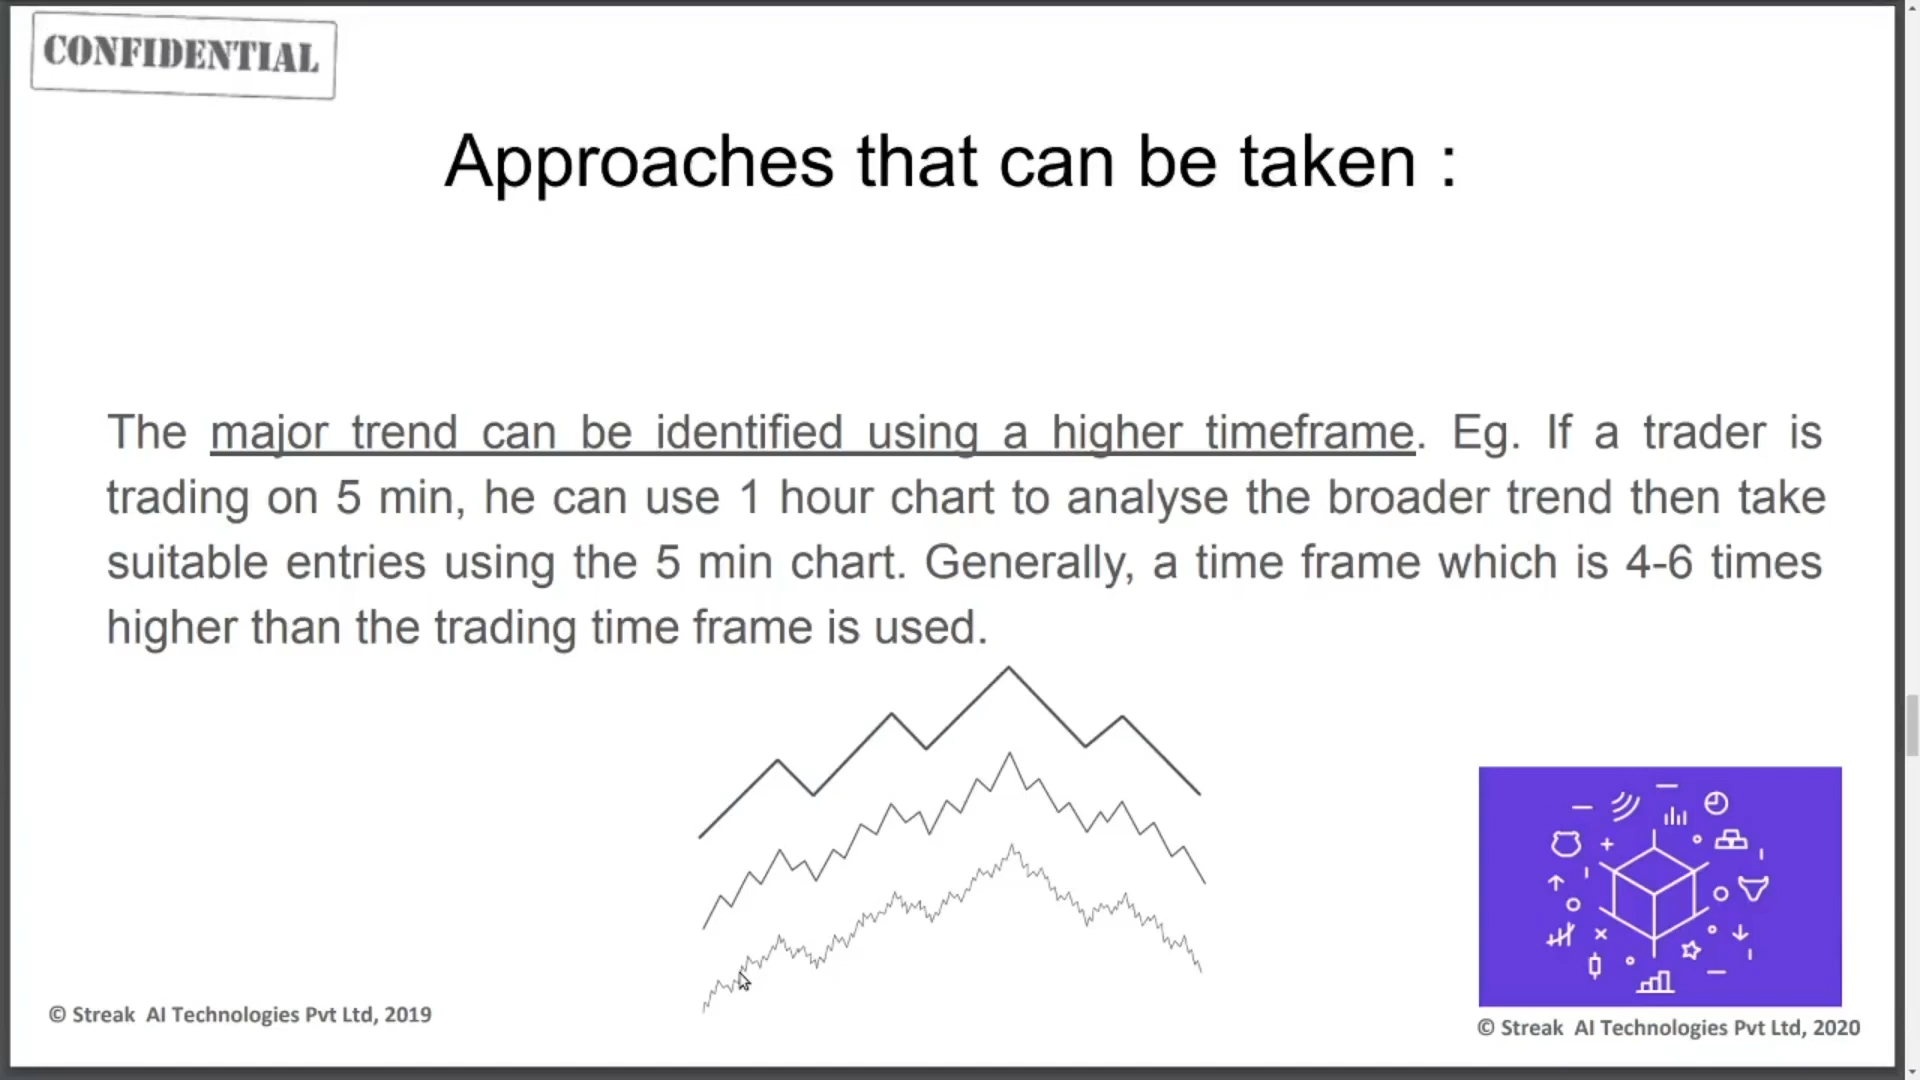 CONFIDENTIAL
Approaches that can be taken :
The major trend can be identified using a higher timeframe. Eg. If a trader is
trading on 5 min, he can use 1 hour chart to analyse the broader trend then take
suitable entries using the 5 min chart. Generally, a time frame which is 4-6 times
higher than the trading time frame is used.
© Streak AI Technologies Pvt Ltd, 2019
© Streak AI Technologies Pvt Ltd, 2020